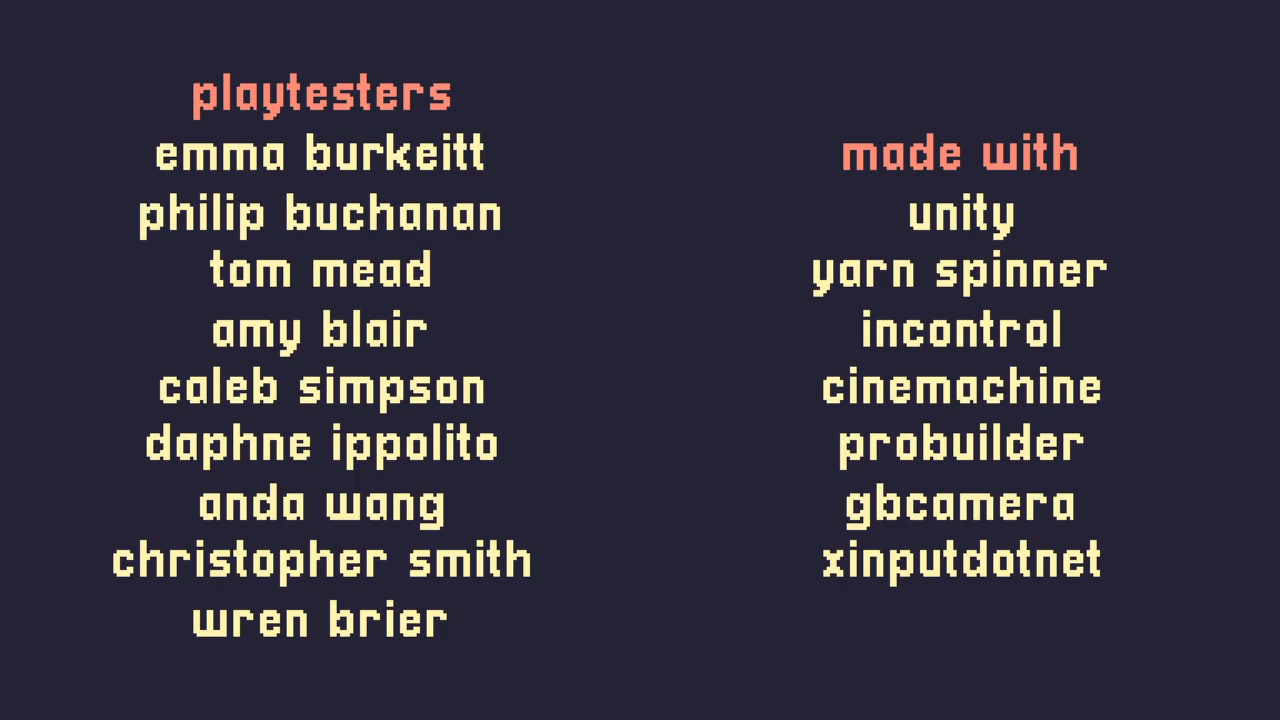 playtesters
emma burkeitt
philip buchanan
tom mead
amy blair
caleb simpson
daphne ippolito
anda wang
christopher smith
wren brier
made with
unity
yarn spinner
incontrol
cinemachine
probuilder
gbcamera
xinputdotnet